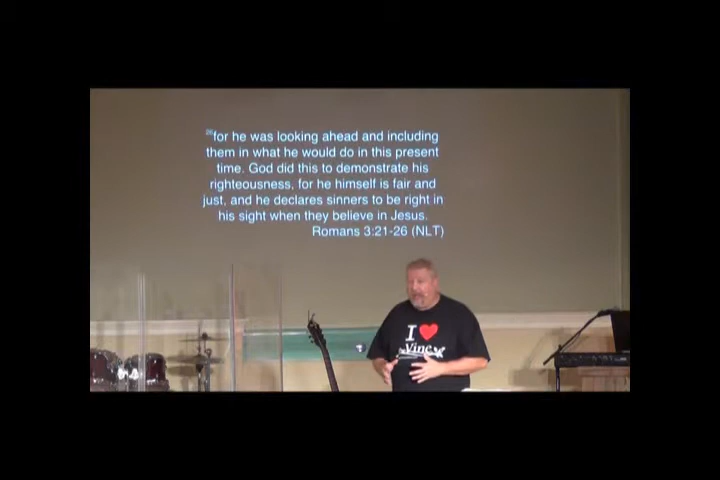 26for he was looking ahead and including
them in what he would do in this present
time. God did this to demonstrate his
righteousness, for he himself is fair and
just, and he declares sinners to be right in
his sight when they believe in Jesus.
Romans 3:21-26 (NLT)
I
Vine